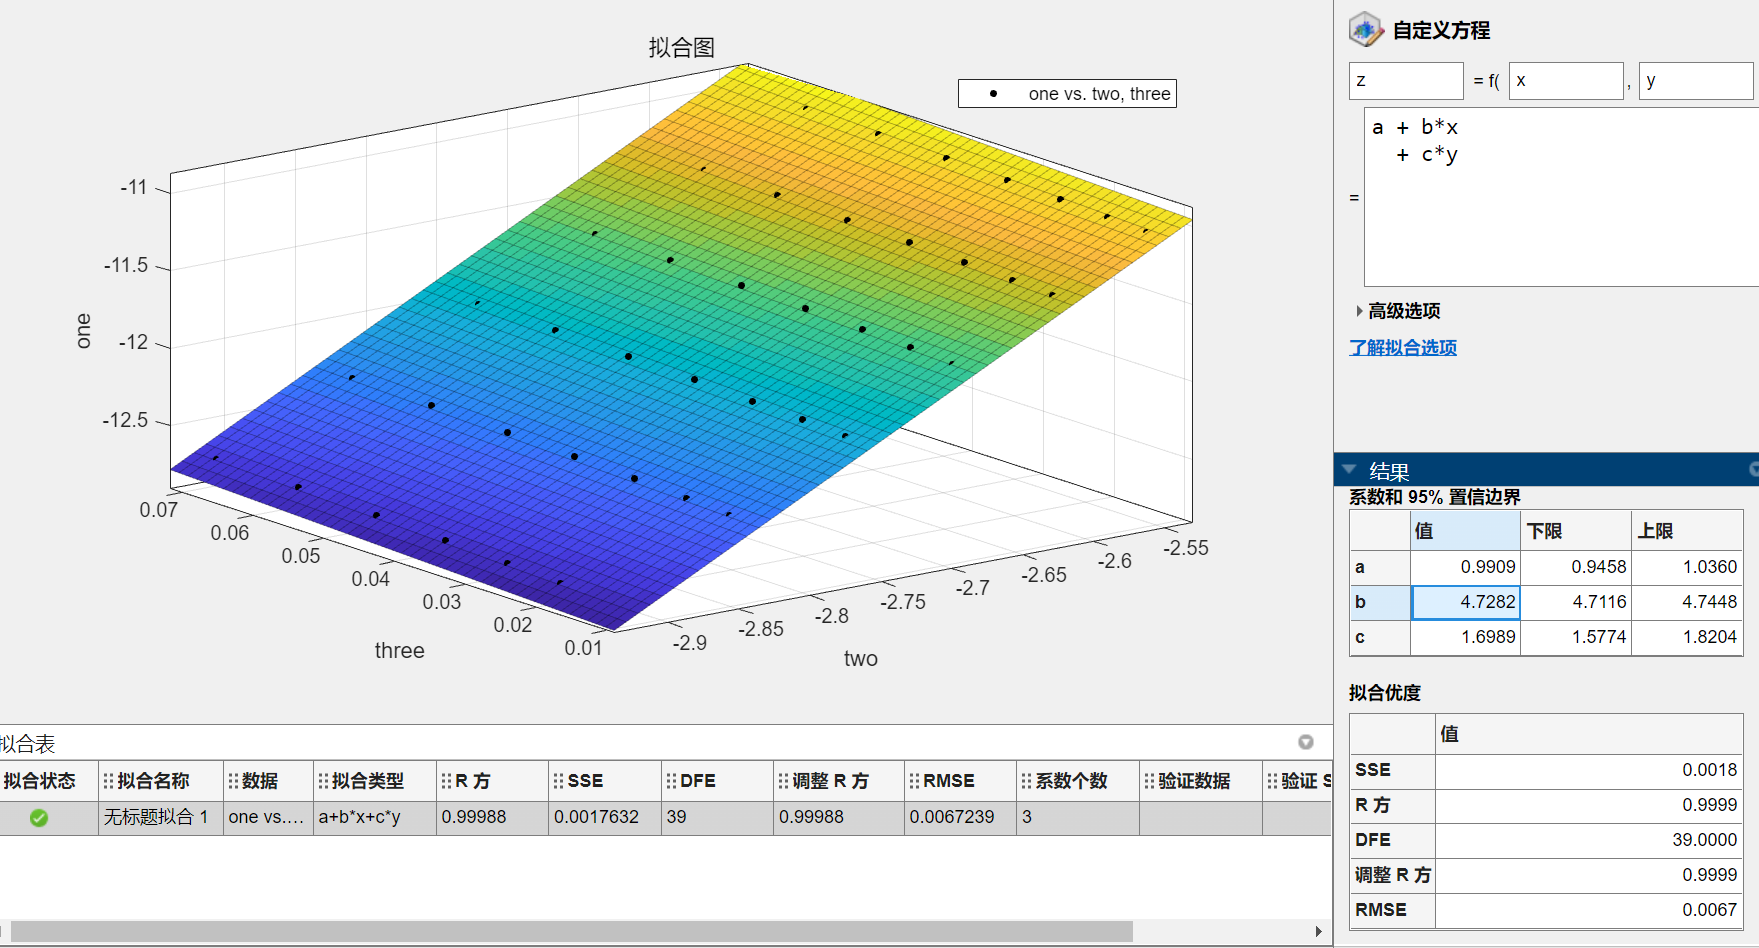 拟合图
one vs. two, three
-11
-11.5
-12
-12.5
one
0.07
0.06
0.05
0.04
0.03
0.02
0.01
three
-2.9
-2.85
-2.8
-2.75
-2.7
-2.65
-2.6
-2.55
two
拟合表
拟合状态 拟合名称 数据 拟合类型 R 方 SSE DFE 调整 R 方 RMSE 系数个数 验证数据 验证 S
无标题拟合 1 one vs.... a+b*x+c*y 0.99988 0.0017632 39 0.99988 0.0067239 3
自定义方程
z = f( x , y
a + b*x
+ c*y
=
高级选项
了解拟合选项
结果
系数和 95% 置信边界
值 下限 上限
a 0.9909 0.9458 1.0360
b 4.7282 4.7116 4.7448
c 1.6989 1.5774 1.8204
拟合优度
值
SSE 0.0018
R 方 0.9999
DFE 39.0000
调整 R 方 0.9999
RMSE 0.0067